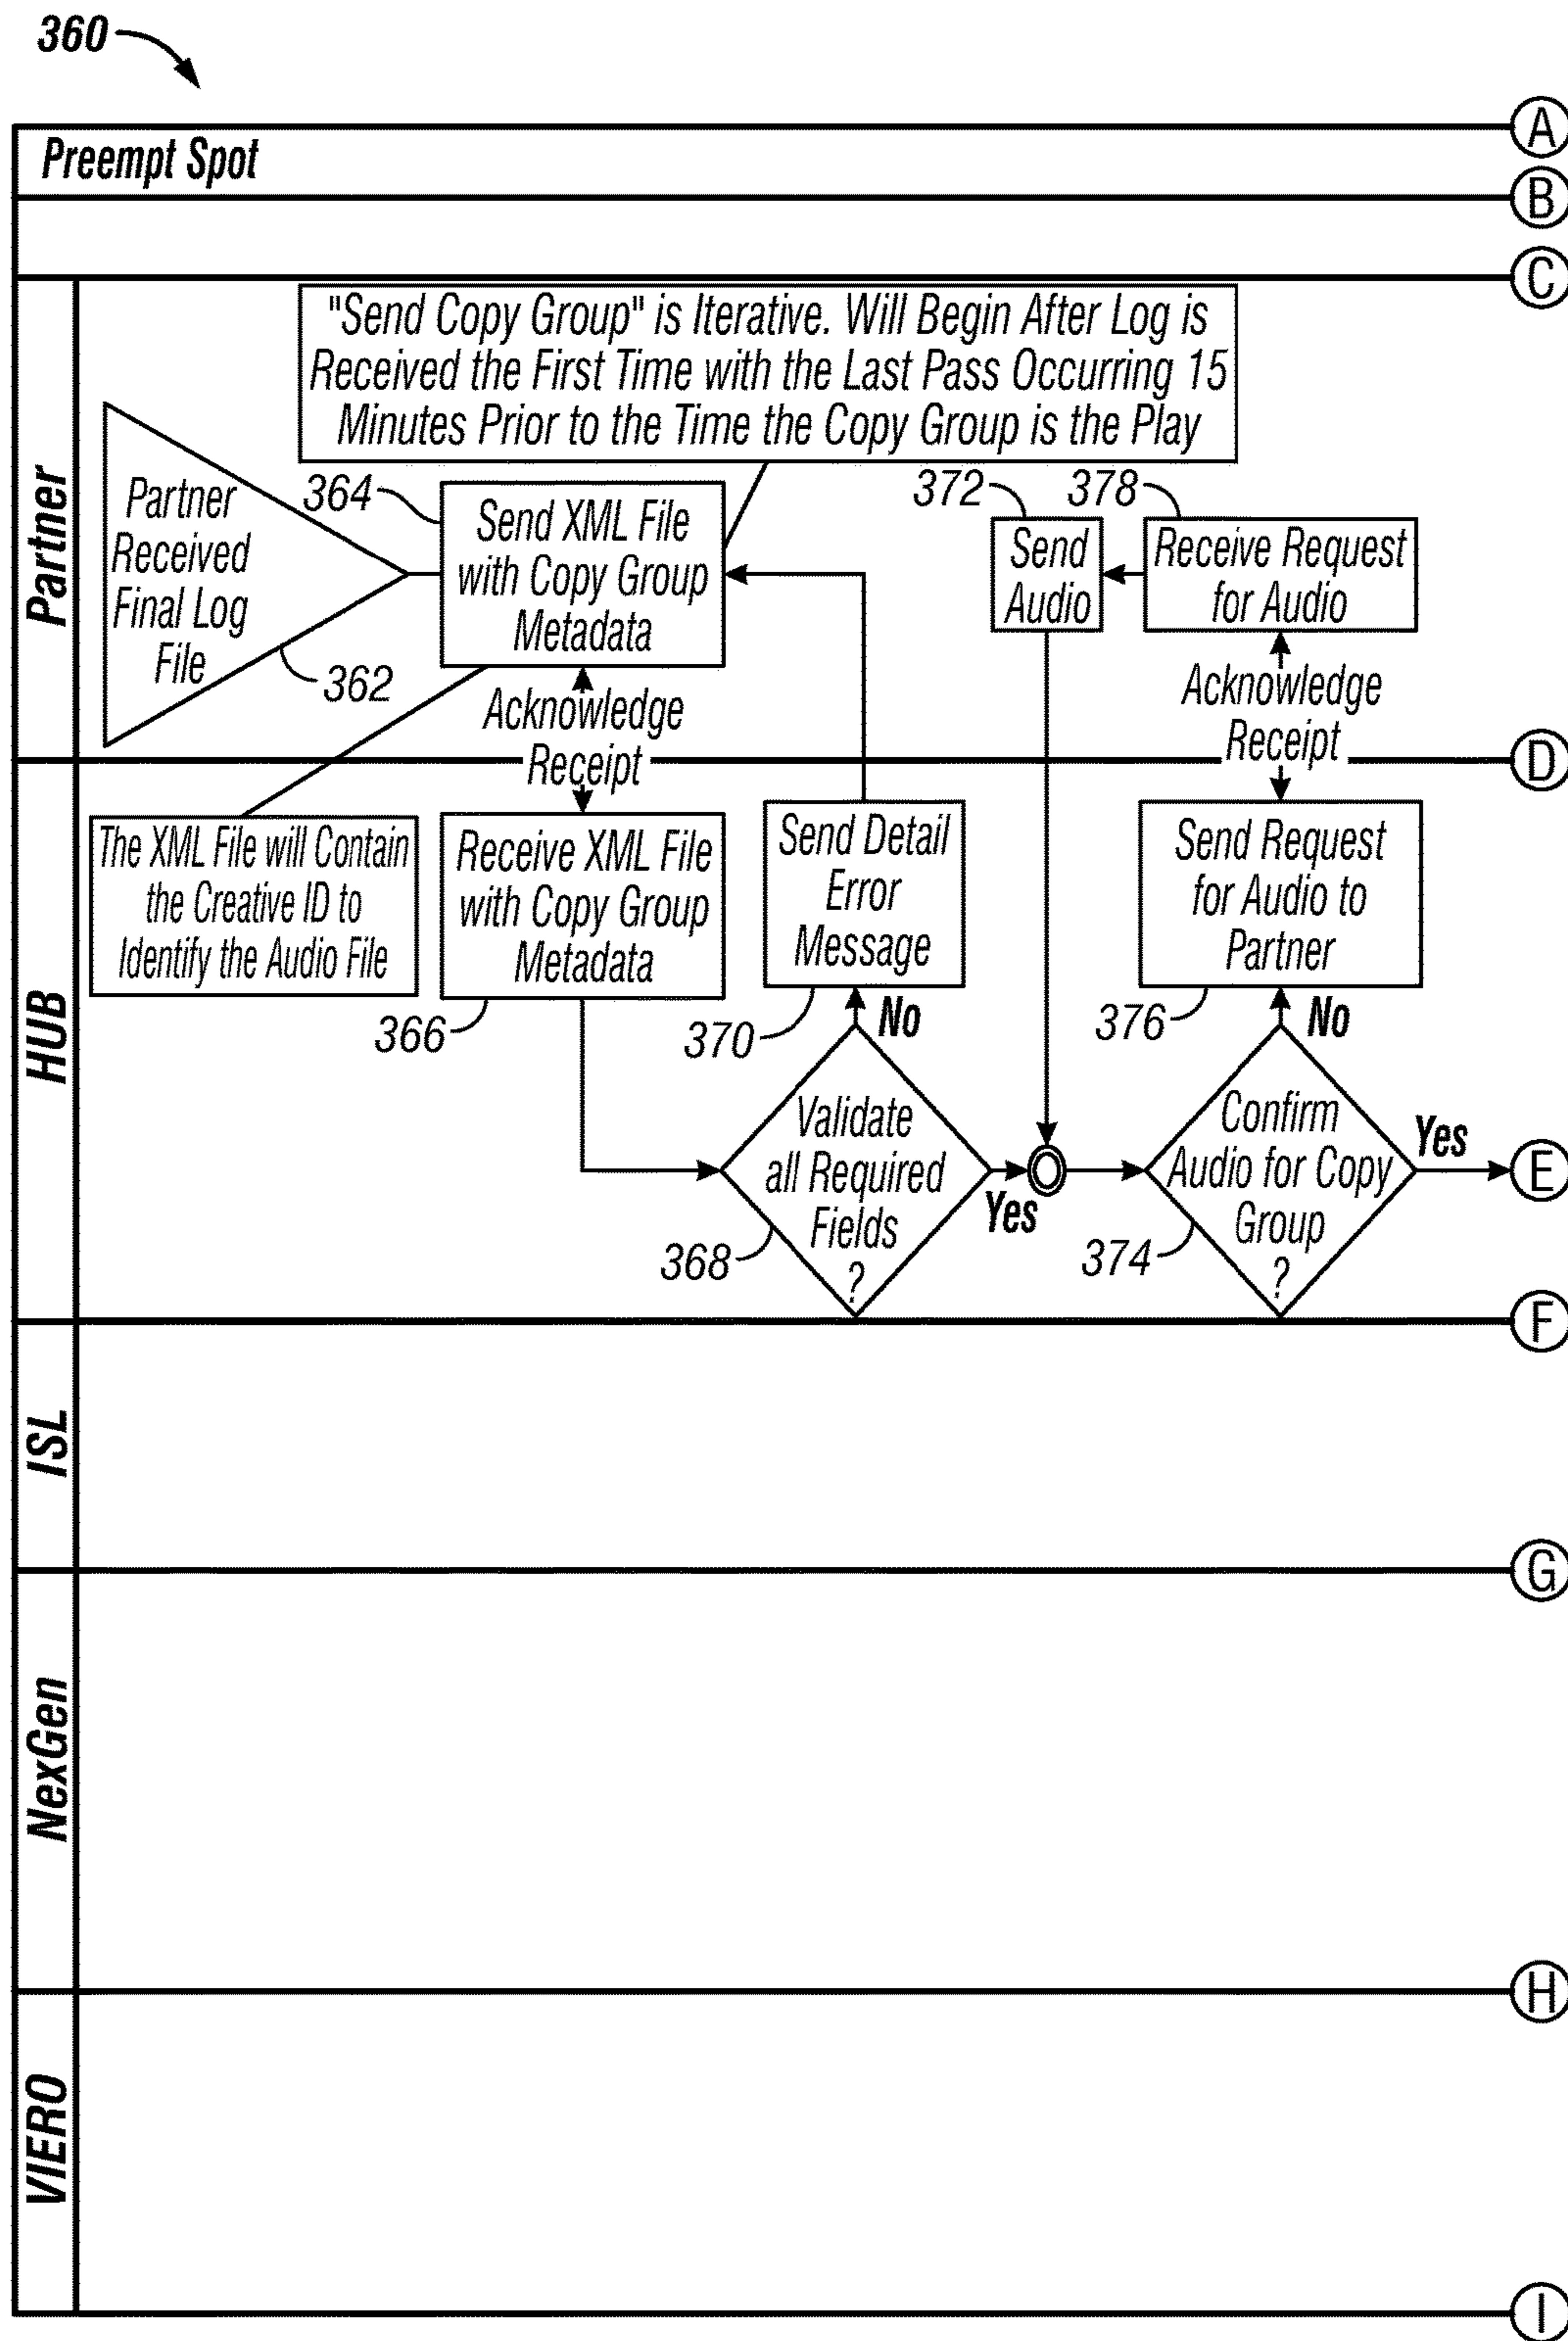 360
A
Preempt Spot
B
C
"Send Copy Group" is Iterative. Will Begin After Log is
Received the First Time with the Last Pass Occurring 15
Minutes Prior to the Time the Copy Group is the Play
Partner
Partner
Received
Final Log
File
362
364
Send XML File
with Copy Group
Metadata
372
Send
Audio
378
Receive Request
for Audio
Acknowledge
Receipt
Acknowledge
Receipt
D
HUB
The XML File will Contain
the Creative ID to
Identify the Audio File
Receive XML File
with Copy Group
Metadata
366
Send Detail
Error
Message
370
No
Send Request
for Audio to
Partner
376
No
Validate
all Required
Fields
?
368
Yes
Confirm
Audio for Copy
Group
?
374
Yes
E
F
ISL
G
NexGen
H
VIERO
I